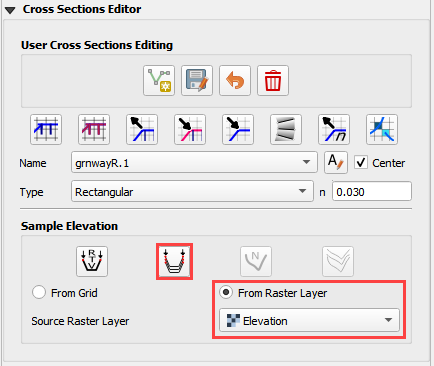 Cross Sections Editor
User Cross Sections Editing
n
Name grnwayR.1 A Center
Type Rectangular n 0.030
Sample Elevation
R T V N
From Grid From Raster Layer
Source Raster Layer Elevation